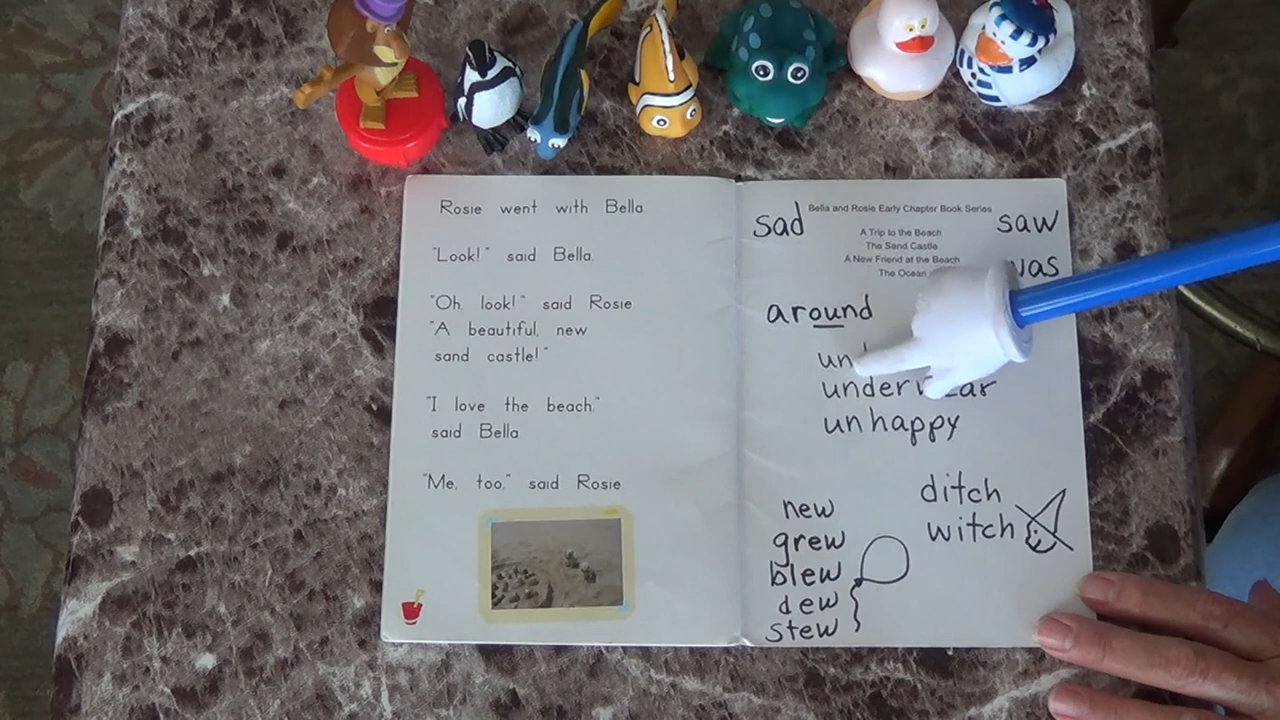 Rosie went with Bella.
"Look!" said Bella.
"Oh, look!" said Rosie
"A beautiful, new
sand castle!"
"I love the beach."
said Bella
"Me, too," said Rosie
sad
Bella and Rosie Early Chapter Book Series
saw
A Trip to the Beach
The Sand Castle
A New Friend at the Beach
The Ocean
around
unhappy
new
grew
blew
dew
stew
ditch
witch